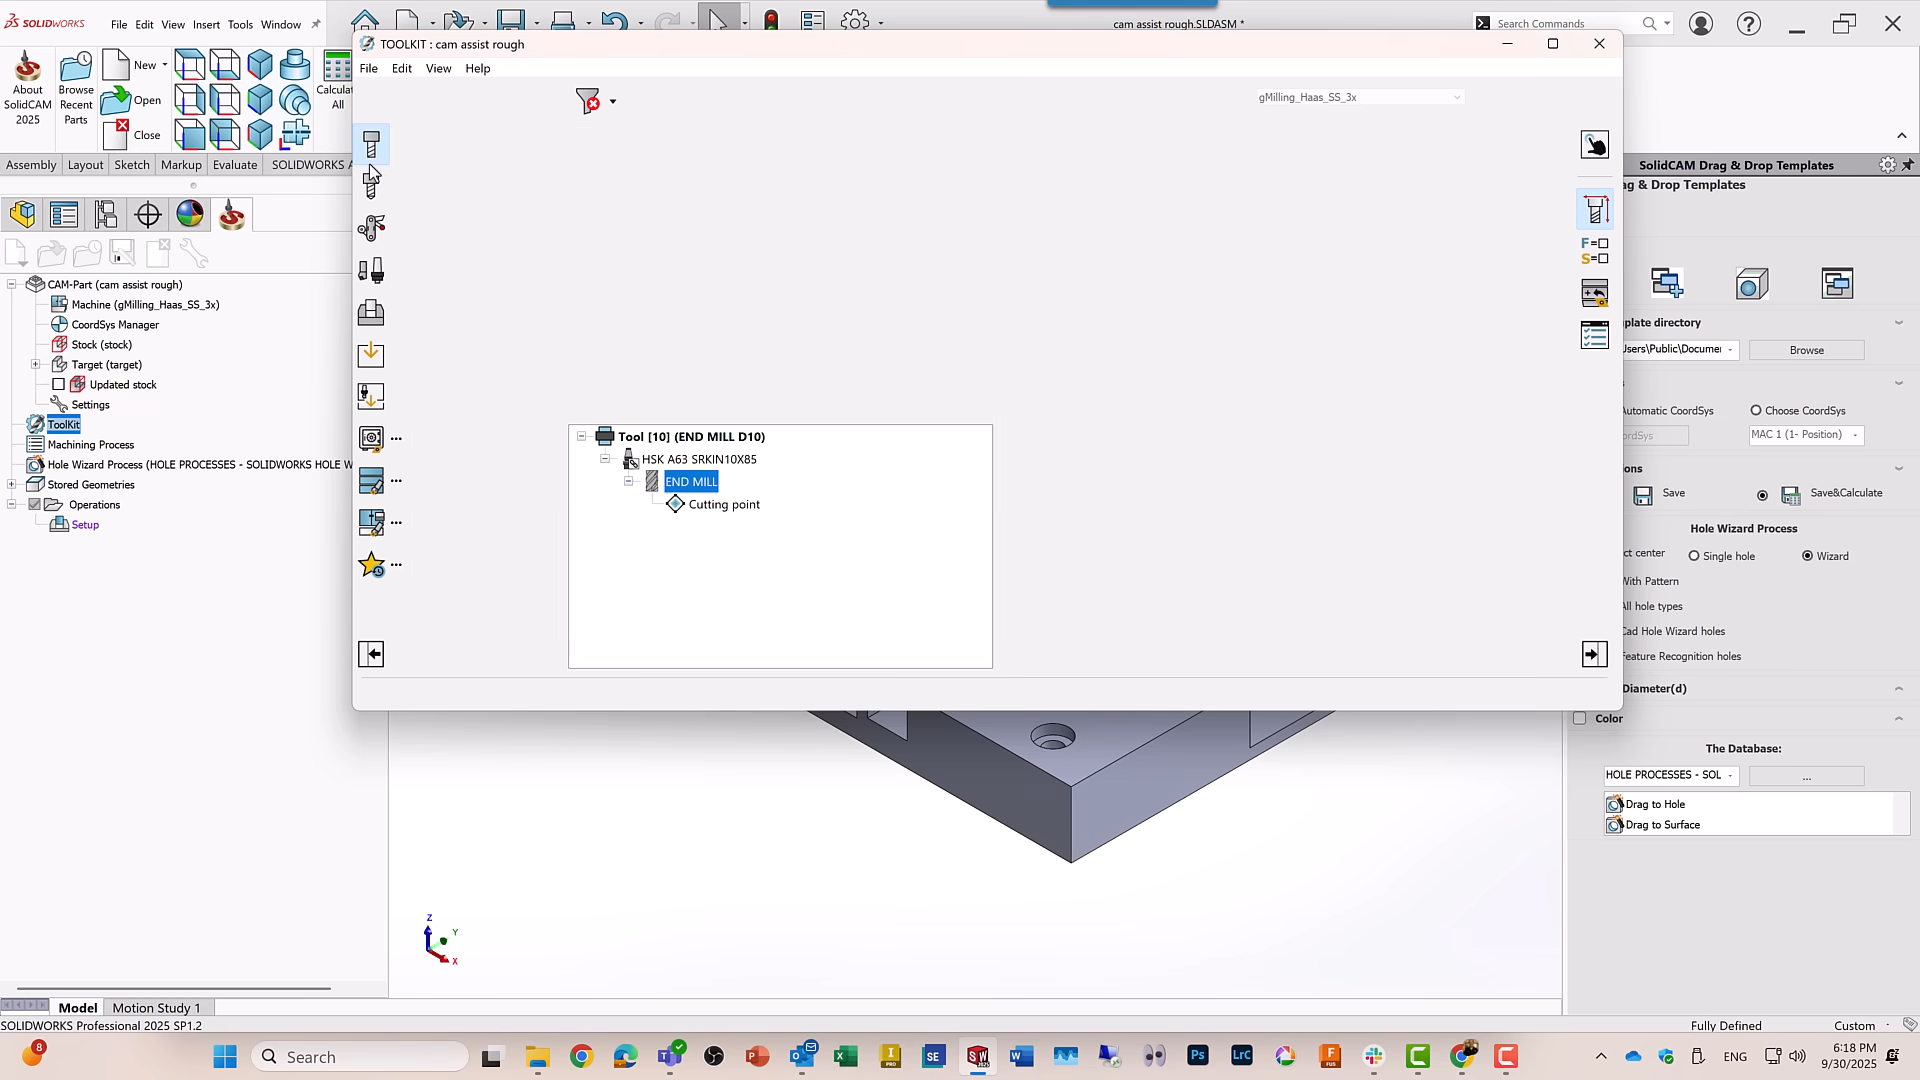 SOLIDWORKS
File Edit View Insert Tools Window
cam assist rough.SLDASM *
Search Commands
TOOLKIT : cam assist rough
File Edit View Help
gMilling_Haas_SS_3x
About SolidCAM 2025
Browse Recent Parts
New
Open
Close
Calculate All
Assembly Layout Sketch Markup Evaluate SOLIDWORKS A
CAM-Part (cam assist rough)
Machine (gMilling_Haas_SS_3x)
CoordSys Manager
Stock (stock)
Target (target)
Updated stock
Settings
ToolKit
Machining Process
Hole Wizard Process (HOLE PROCESSES - SOLIDWORKS HOLE W
Stored Geometries
Operations
Setup
Tool [10] (END MILL D10)
HSK A63 SRKIN10X85
END MILL
Cutting point
F=
S=
SolidCAM Drag & Drop Templates
ag & Drop Templates
plate directory
Users\Public\Documen
Browse
Automatic CoordSys
Choose CoordSys
ordSys
MAC 1 (1- Position)
ons
Save
Save&Calculate
Hole Wizard Process
ct center
Single hole
Wizard
With Pattern
All hole types
Cad Hole Wizard holes
Feature Recognition holes
Diameter(d)
Color
The Database:
HOLE PROCESSES - SOL
...
Drag to Hole
Drag to Surface
Z
Y
X
Model Motion Study 1
SOLIDWORKS Professional 2025 SP1.2
Fully Defined
Custom
8
Search
ENG
6:18 PM
9/30/2025